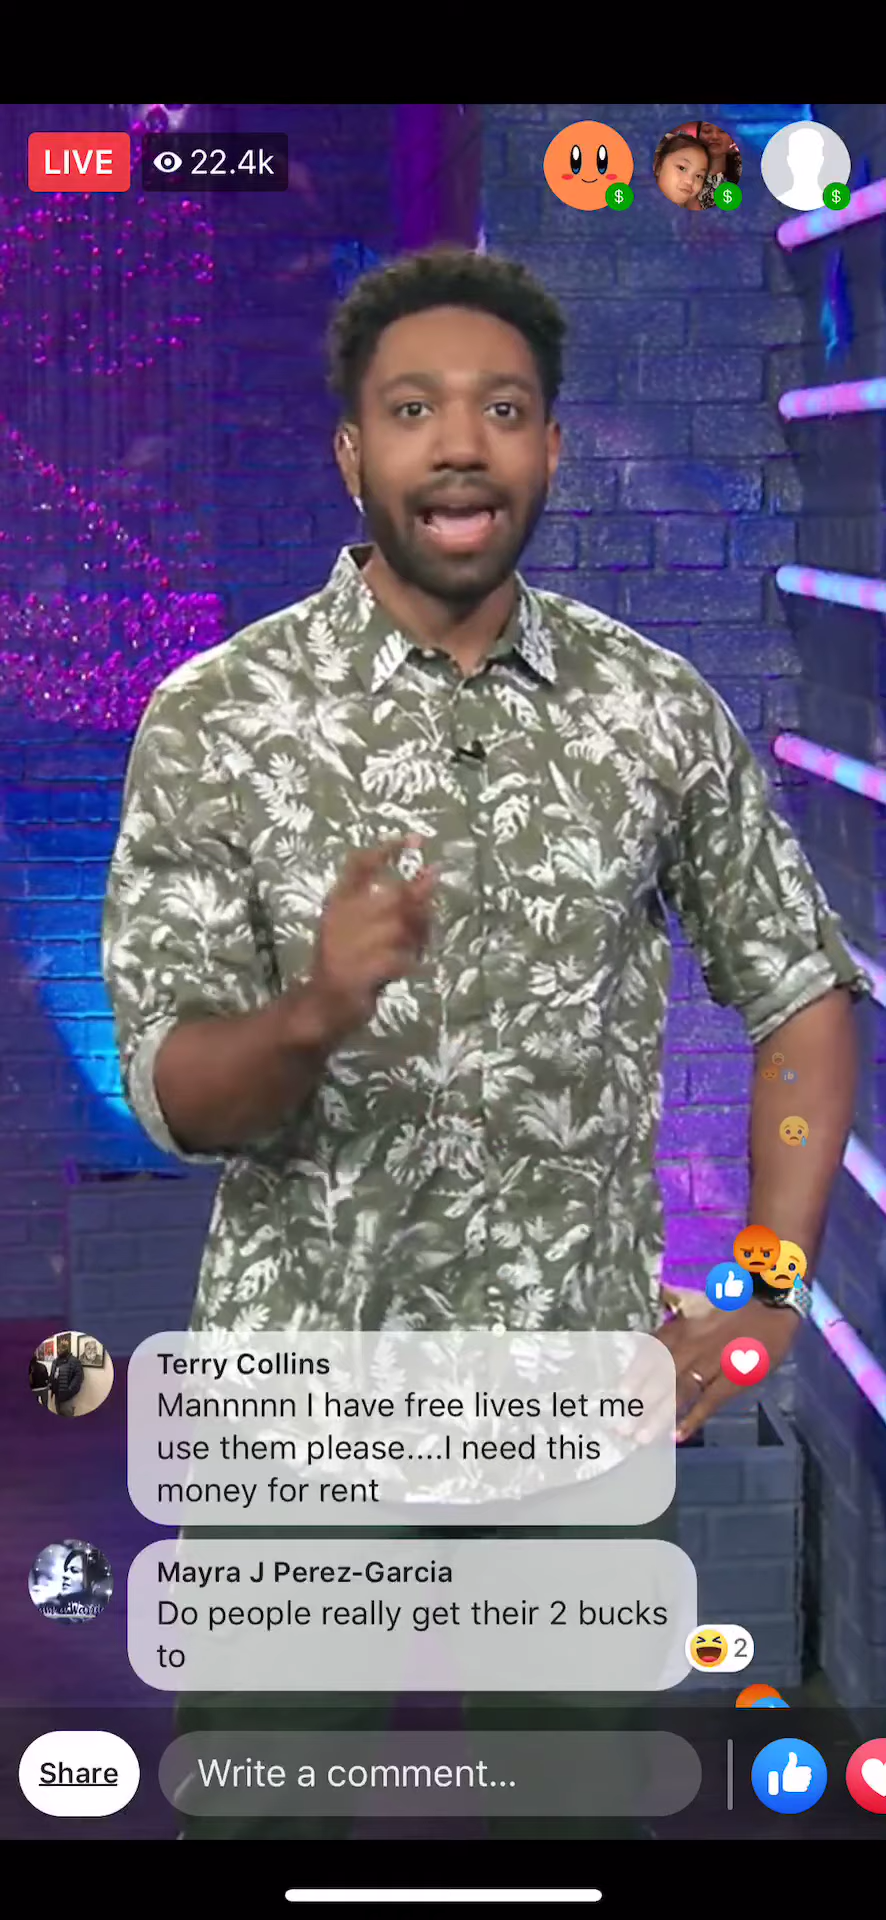 LIVE 22.4k
$ $ $
Terry Collins
Mannnnn I have free lives let me
use them please....I need this
money for rent
Mayra J Perez-Garcia
Do people really get their 2 bucks
to
2
Share Write a comment...